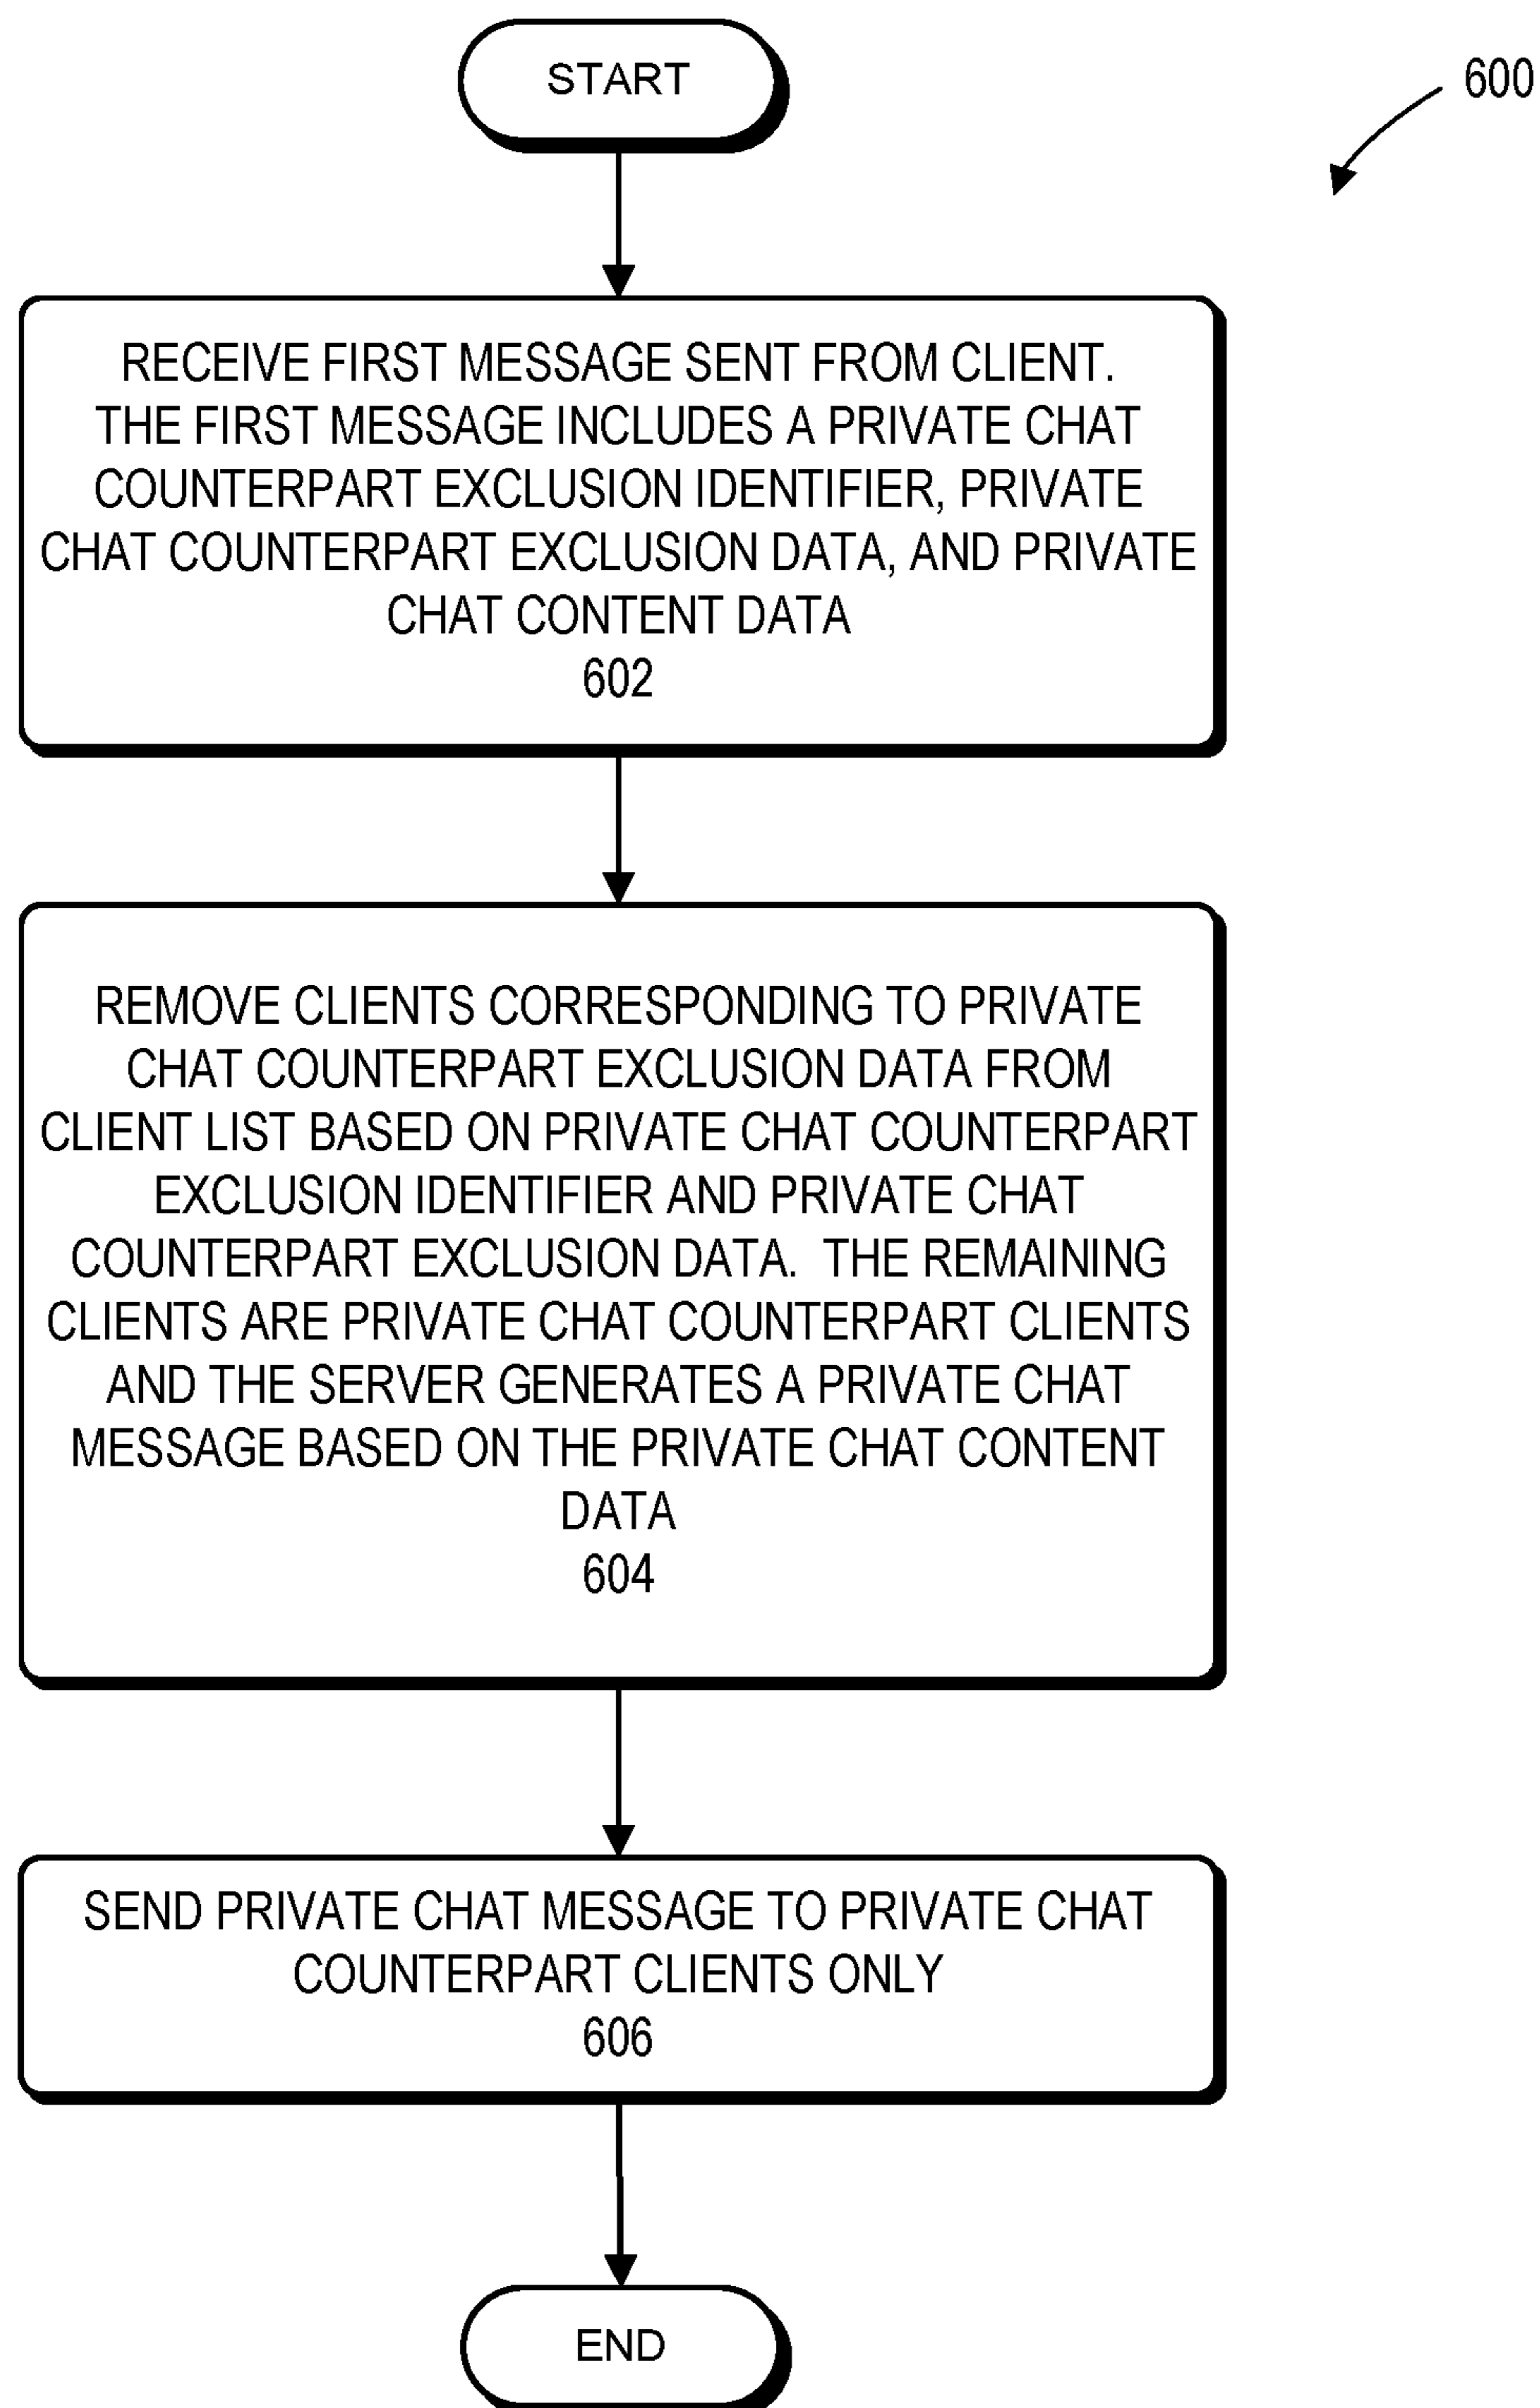 START
600
RECEIVE FIRST MESSAGE SENT FROM CLIENT.
THE FIRST MESSAGE INCLUDES A PRIVATE CHAT
COUNTERPART EXCLUSION IDENTIFIER, PRIVATE
CHAT COUNTERPART EXCLUSION DATA, AND PRIVATE
CHAT CONTENT DATA
602
REMOVE CLIENTS CORRESPONDING TO PRIVATE
CHAT COUNTERPART EXCLUSION DATA FROM
CLIENT LIST BASED ON PRIVATE CHAT COUNTERPART
EXCLUSION IDENTIFIER AND PRIVATE CHAT
COUNTERPART EXCLUSION DATA.  THE REMAINING
CLIENTS ARE PRIVATE CHAT COUNTERPART CLIENTS
AND THE SERVER GENERATES A PRIVATE CHAT
MESSAGE BASED ON THE PRIVATE CHAT CONTENT
DATA
604
SEND PRIVATE CHAT MESSAGE TO PRIVATE CHAT
COUNTERPART CLIENTS ONLY
606
END